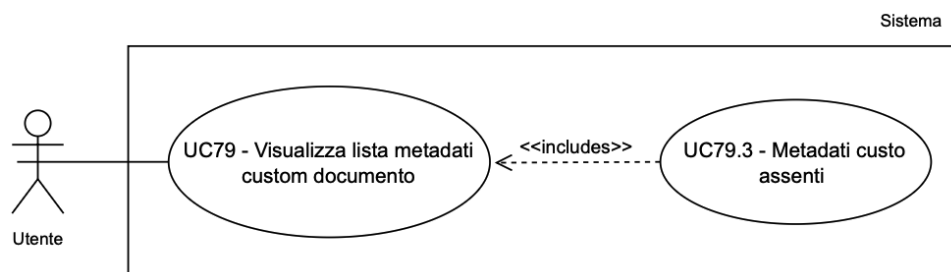 Sistema
UC79 - Visualizza lista metadati
custom documento
<<includes>>
UC79.3 - Metadati custo
assenti
Utente